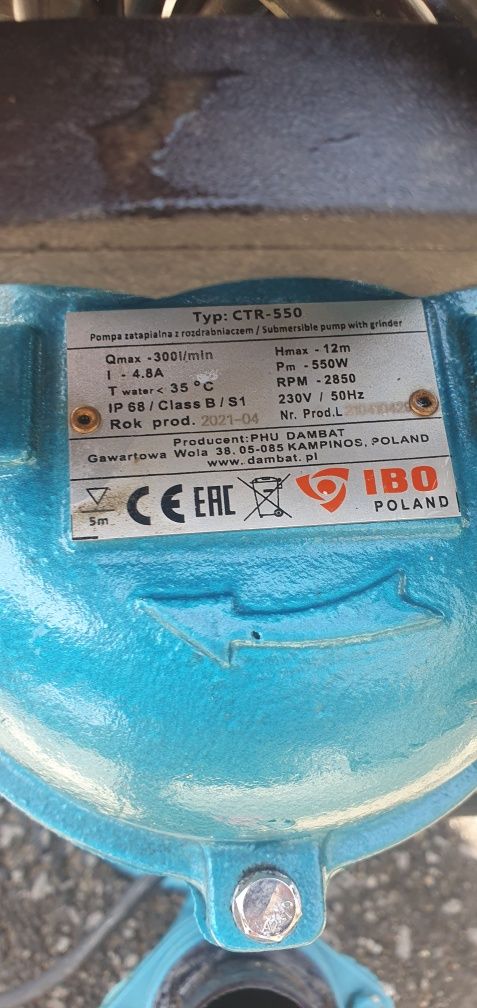 Typ: CTR-550
Pompa zatapialna z rozdrabniaczem / Submersible pump with grinder
Qmax -300l/min
Hmax - 12m
I - 4.8A
Pm - 550W
T water < 35 °C
RPM - 2850
IP 68 / Class B / S1
230V / 50Hz
Rok prod. 2021-04
Nr. Prod.
Producent: PHU DAMBAT
Gawartowa Wola 38. 05-085 KAMPINOS, POLAND
www.dambat.pl
5m
CE EAC
IBO
POLAND